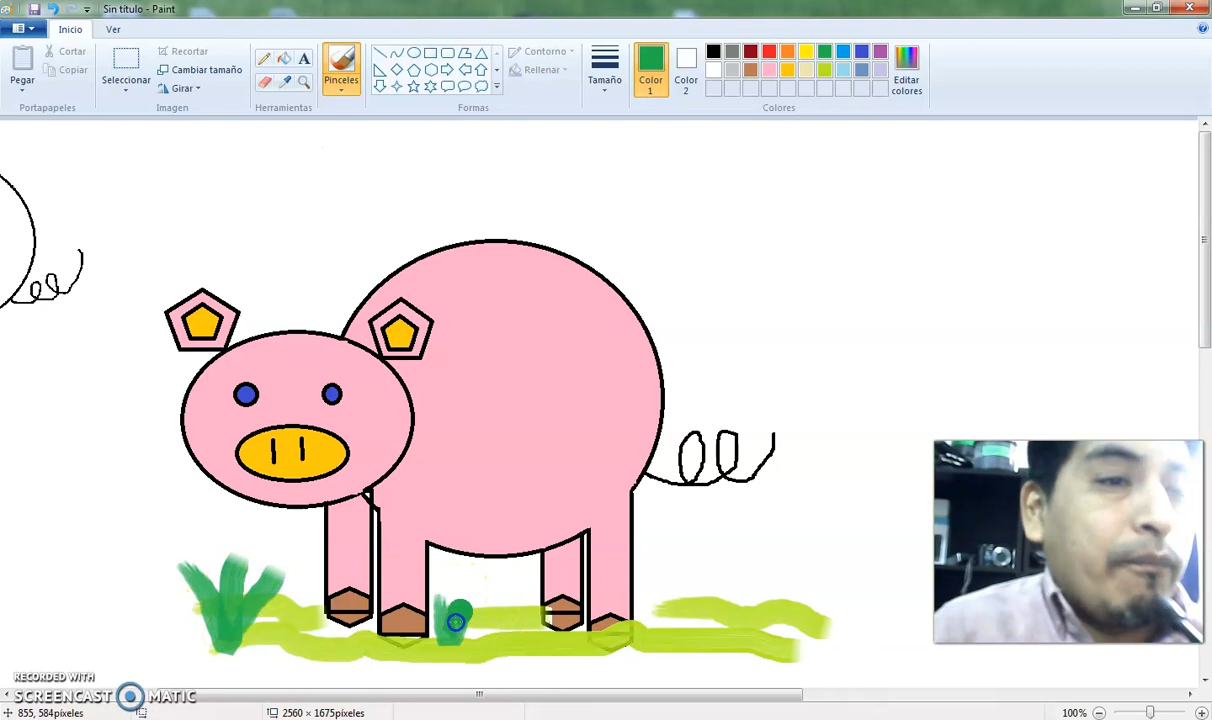 Sin título - Paint
Inicio Ver
Pegar
Cortar
Copiar
Portapapeles
Seleccionar
Recortar
Cambiar tamaño
Girar
Imagen
A
Herramientas
Pinceles
Contorno
Rellenar
Formas
Tamaño
Color
1
Color
2
Editar
colores
Colores
RECORDED WITH
SCREENCAST MATIC
855, 584píxeles
2560 × 1675píxeles
100%